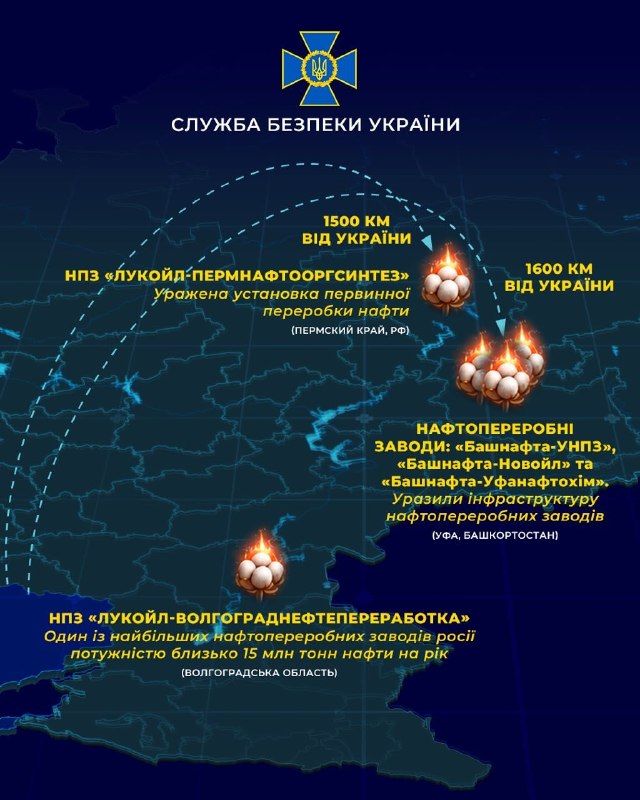 СЛУЖБА БЕЗПЕКИ УКРАЇНИ
1500 КМ
ВІД УКРАЇНИ
НПЗ «ЛУКОЙЛ-ПЕРМНАФТООРГСИНТЕЗ»
Уражена установка первинної
переробки нафти
(ПЕРМСКИЙ КРАЙ, РФ)
1600 КМ
ВІД УКРАЇНИ
НАФТОПЕРЕРОБНІ
ЗАВОДИ: «Башнафта-УНПЗ»,
«Башнафта-Новойл» та
«Башнафта-Уфанафтохім».
Уразили інфраструктуру
нафтопереробних заводів
(УФА, БАШКОРТОСТАН)
НПЗ «ЛУКОЙЛ-ВОЛГОГРАДНЕФТЕПЕРЕРАБОТКА»
Один із найбільших нафтопереробних заводів росії
потужністю близько 15 млн тонн нафти на рік
(ВОЛГОГРАДСЬКА ОБЛАСТЬ)